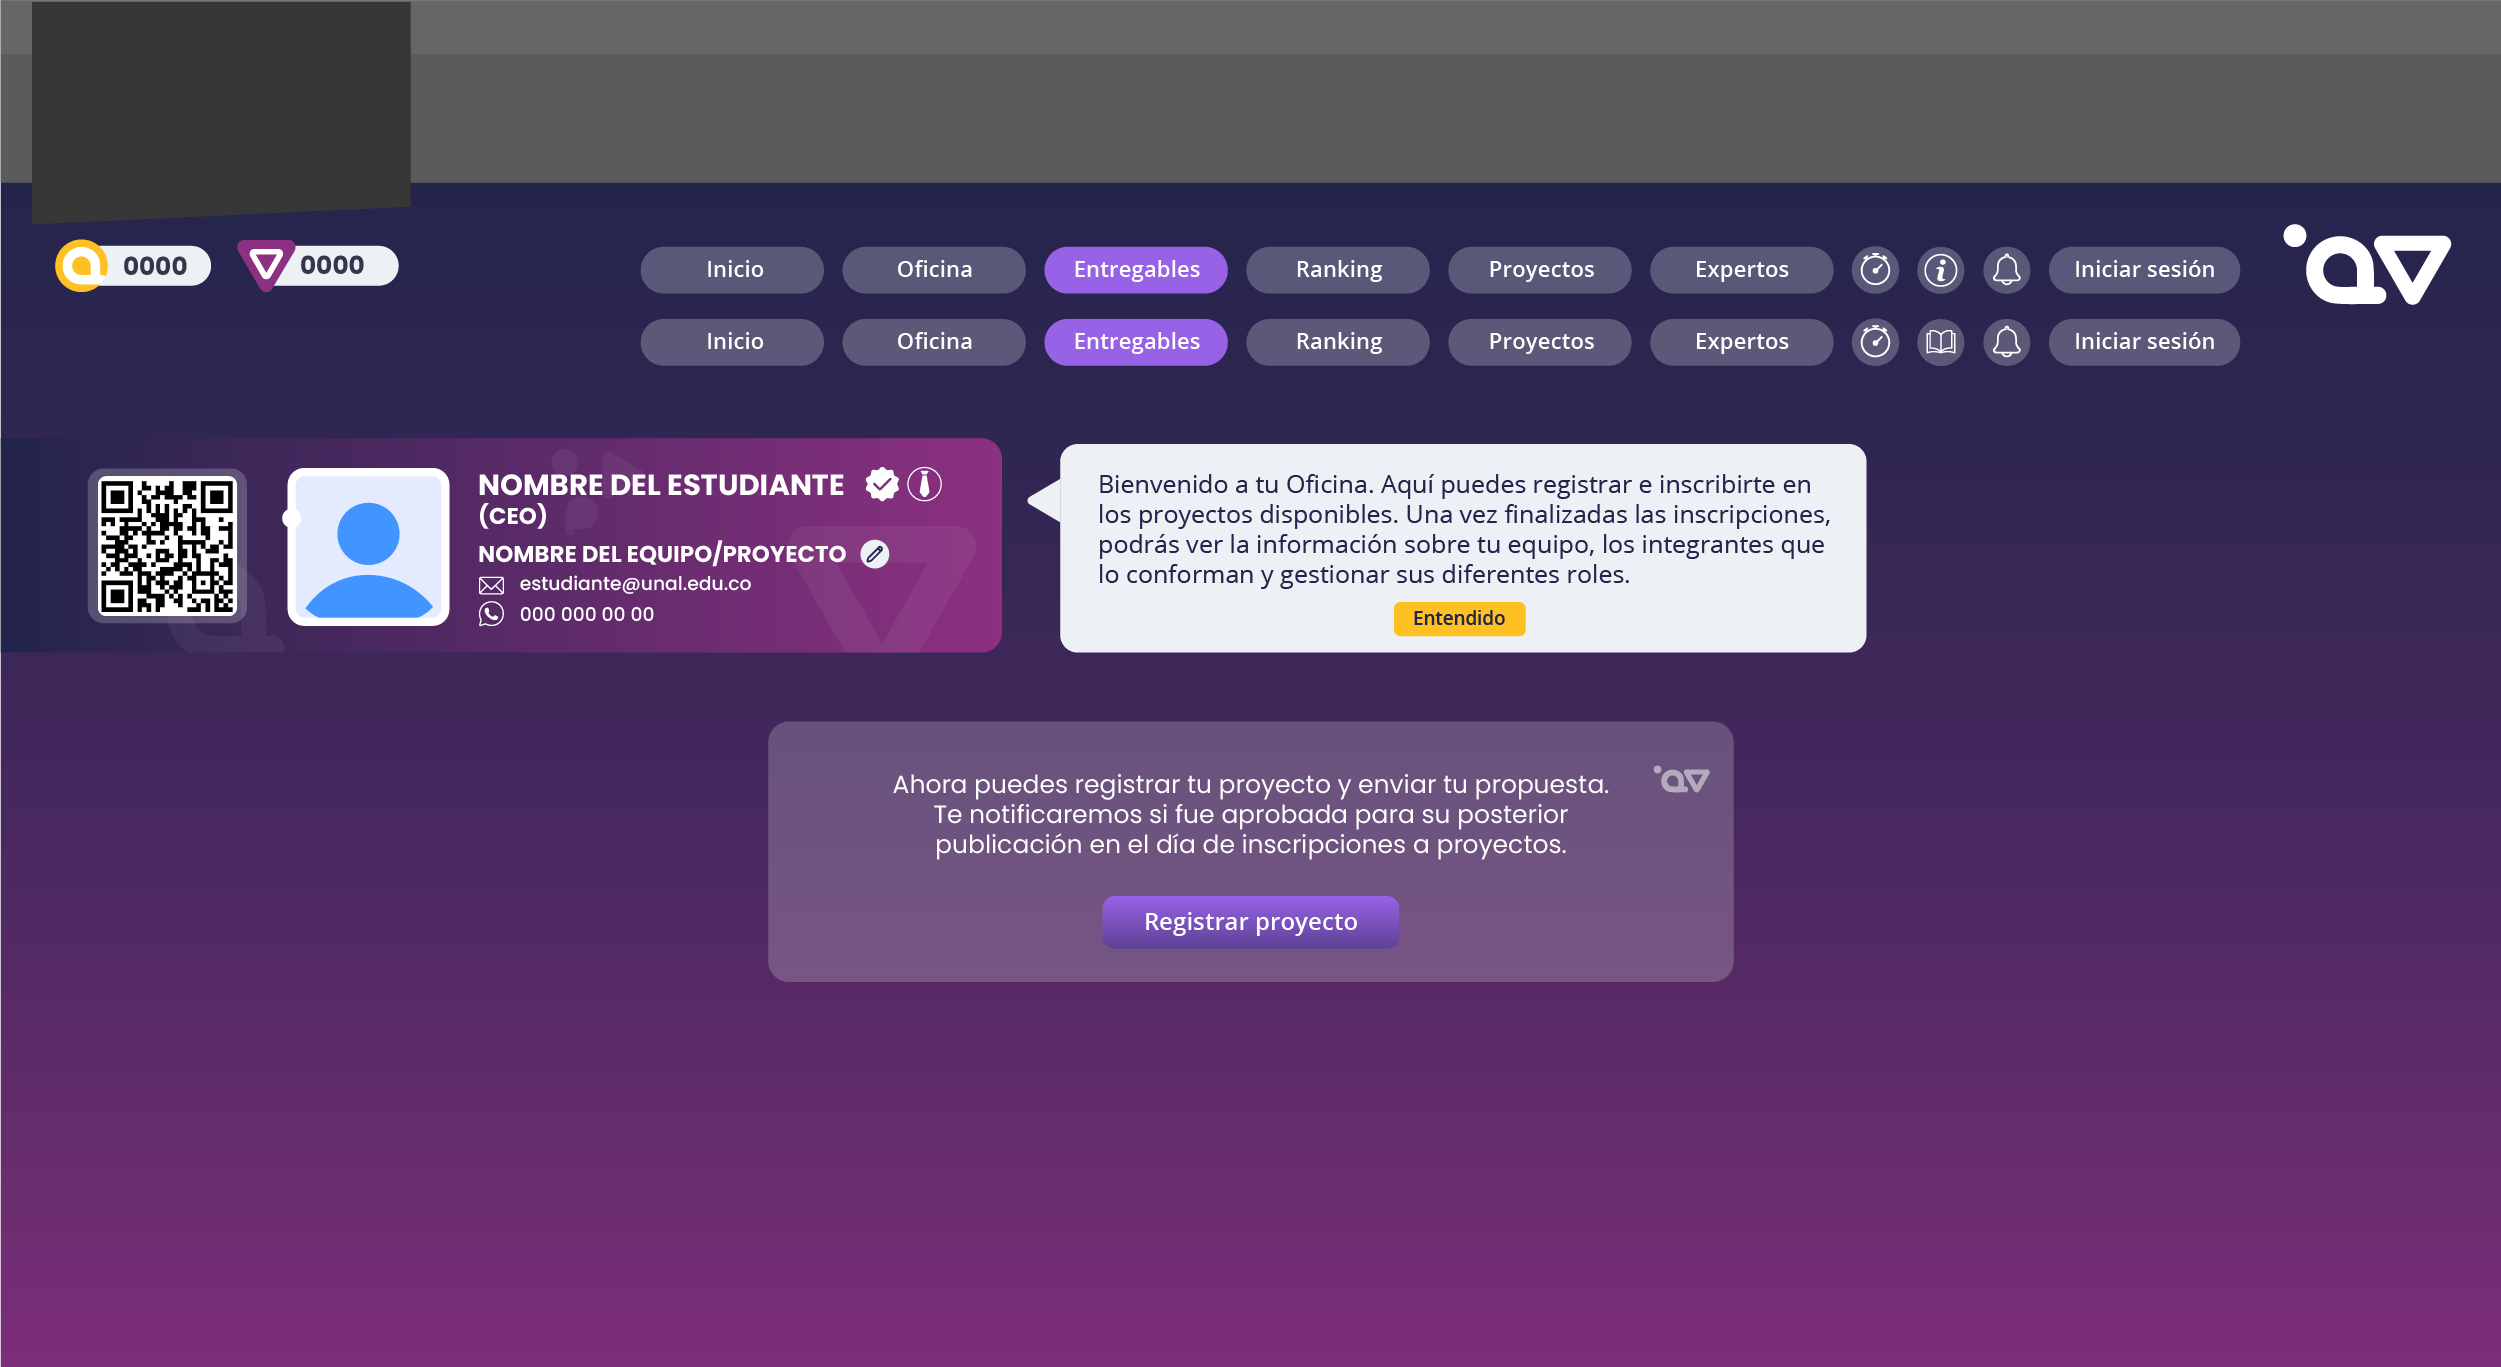 0000
0000
Inicio
Oficina
Entregables
Ranking
Proyectos
Expertos
Iniciar sesión
Inicio
Oficina
Entregables
Ranking
Proyectos
Expertos
Iniciar sesión
NOMBRE DEL ESTUDIANTE
(CEO)
NOMBRE DEL EQUIPO/PROYECTO
estudiante@unal.edu.co
000 000 00 00
Bienvenido a tu Oficina. Aquí puedes registrar e inscribirte en
los proyectos disponibles. Una vez finalizadas las inscripciones,
podrás ver la información sobre tu equipo, los integrantes que
lo conforman y gestionar sus diferentes roles.
Entendido
Ahora puedes registrar tu proyecto y enviar tu propuesta.
Te notificaremos si fue aprobada para su posterior
publicación en el día de inscripciones a proyectos.
Registrar proyecto